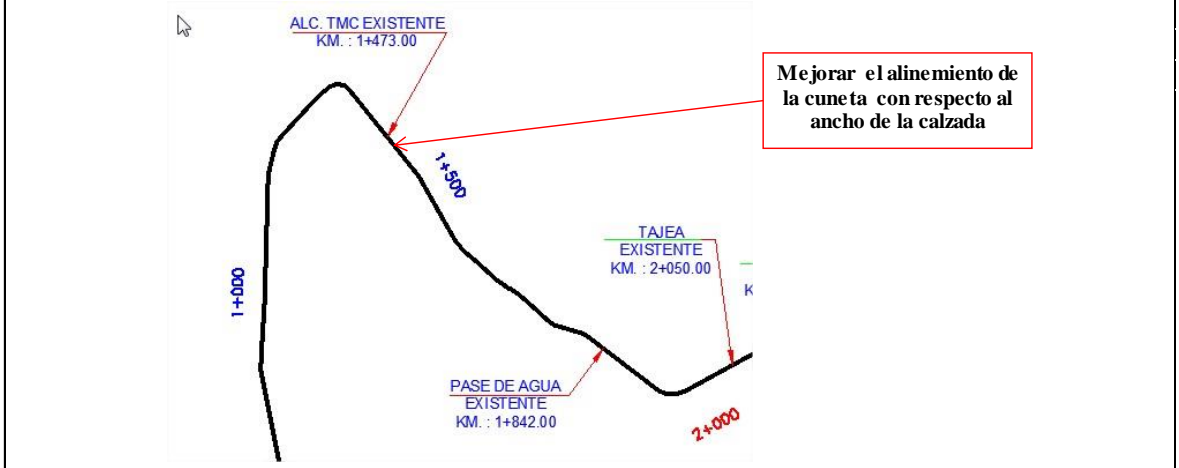 ALC. TMC EXISTENTE
KM. : 1+473.00
Mejorar el alinemiento de
la cuneta con respecto al
ancho de la calzada
1+500
TAJEA
EXISTENTE
KM. : 2+050.00
K
1+000
PASE DE AGUA
EXISTENTE
KM. : 1+842.00
2+000